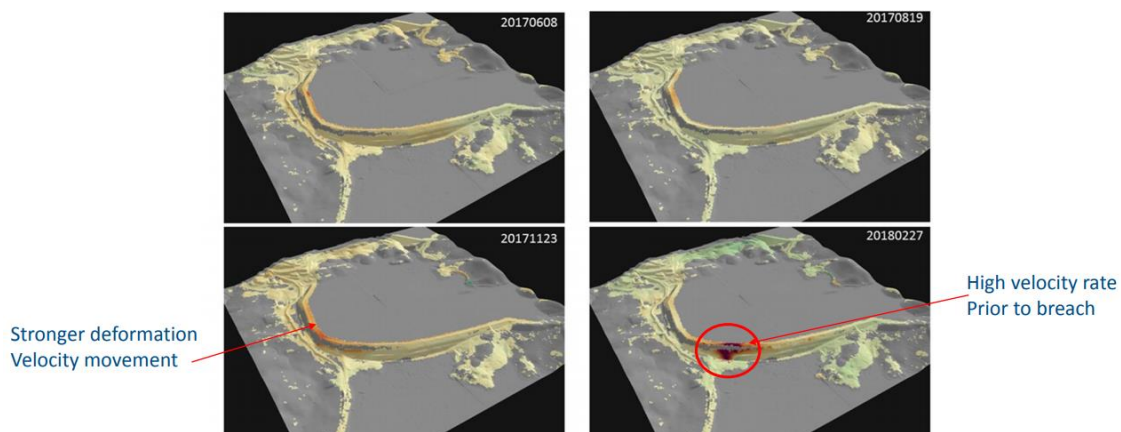 20170608
20170819
20171123
20180227
Stronger deformation
Velocity movement
High velocity rate
Prior to breach